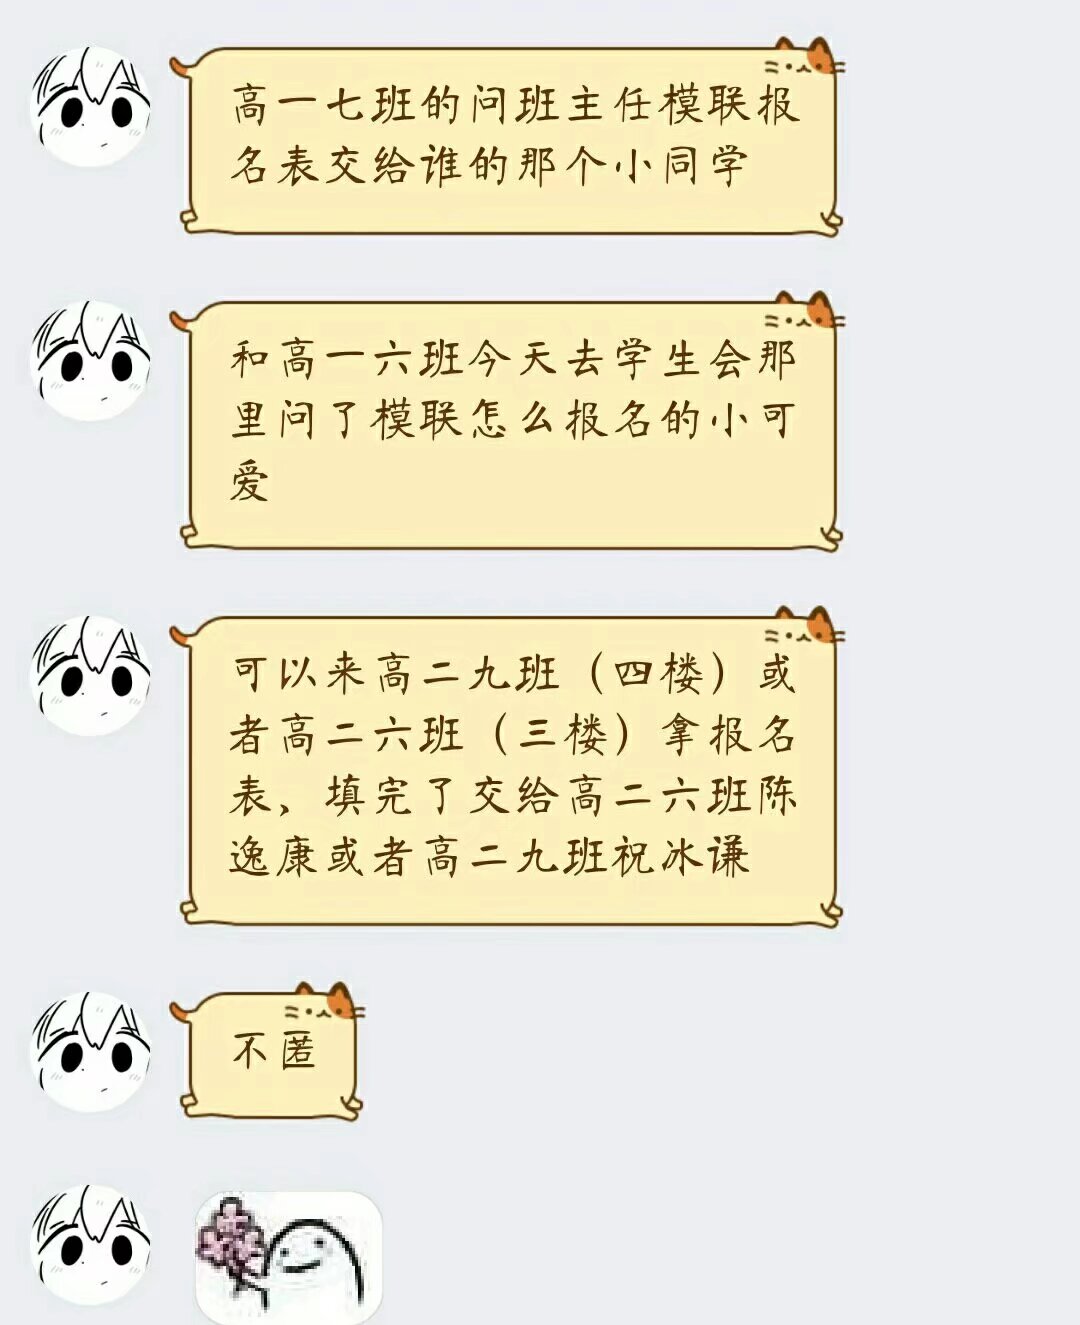 高一七班的问班主任模联报
名表交给谁的那个小同学
和高一六班今天去学生会那
里问了模联怎么报名的小可
爱
可以来高二九班（四楼）或
者高二六班（三楼）拿报名
表，填完了交给高二六班陈
逸康或者高二九班祝冰谦
不匿